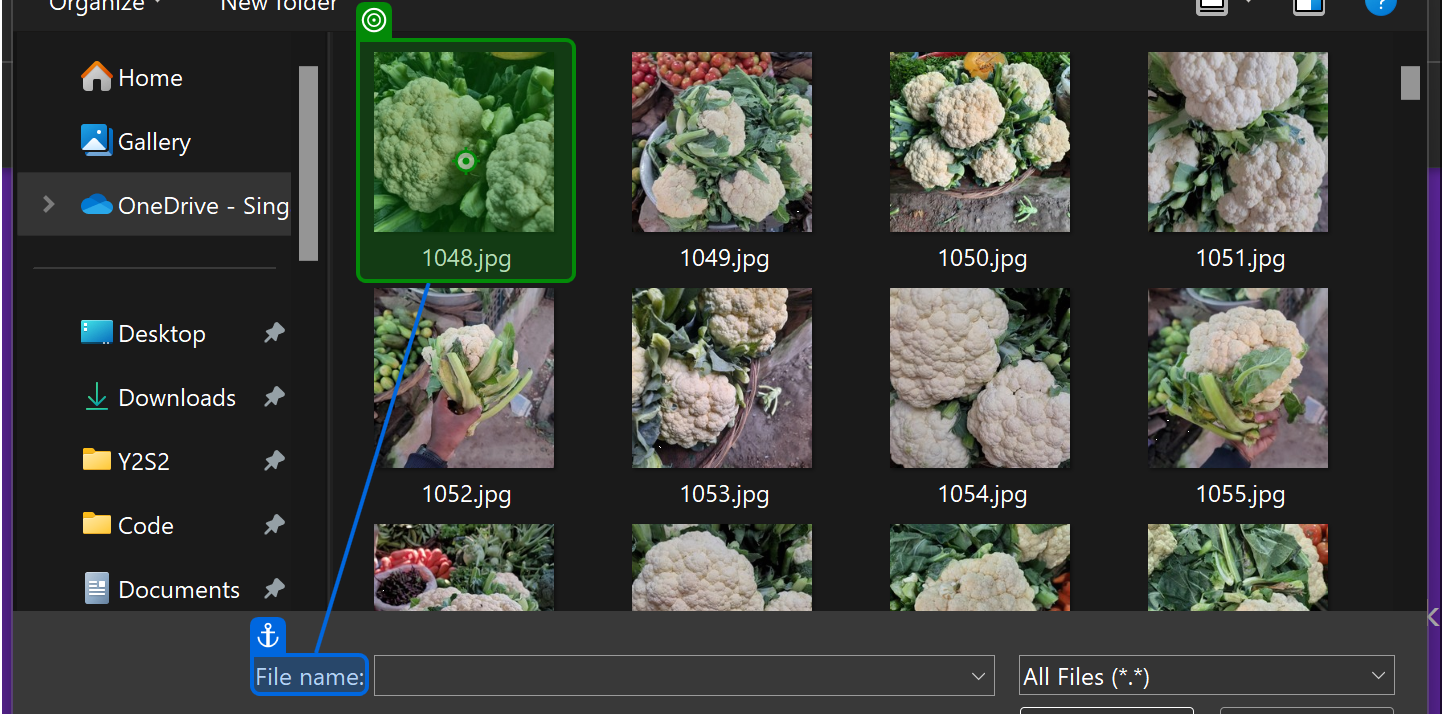 Organize
New folder
Home
Gallery
OneDrive - Sing
Desktop
Downloads
Y2S2
Code
Documents
1048.jpg
1049.jpg
1050.jpg
1051.jpg
1052.jpg
1053.jpg
1054.jpg
1055.jpg
File name:
All Files (*.*)